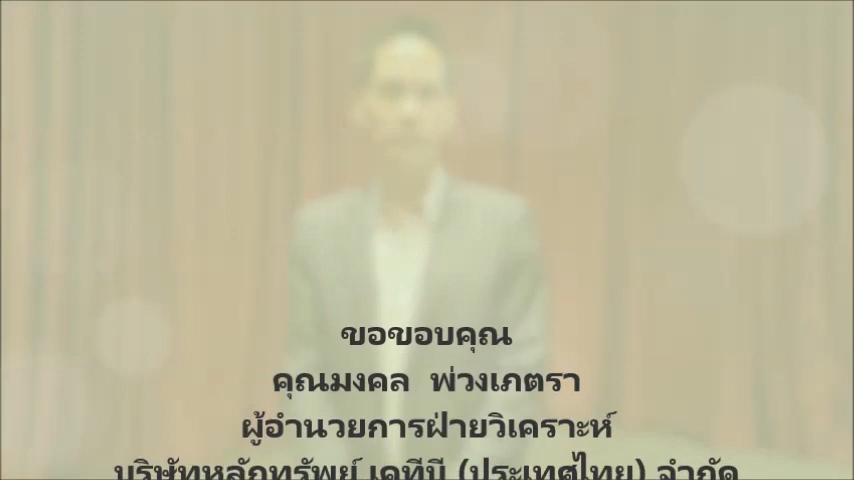 ขอขอบคุณ
คุณมงคล พ่วงเภตรา
ผู้อำนวยการฝ่ายวิเคราะห์
บริษัทหลักทรัพย์ เคทีบี (ประเทศไทย) จำกัด